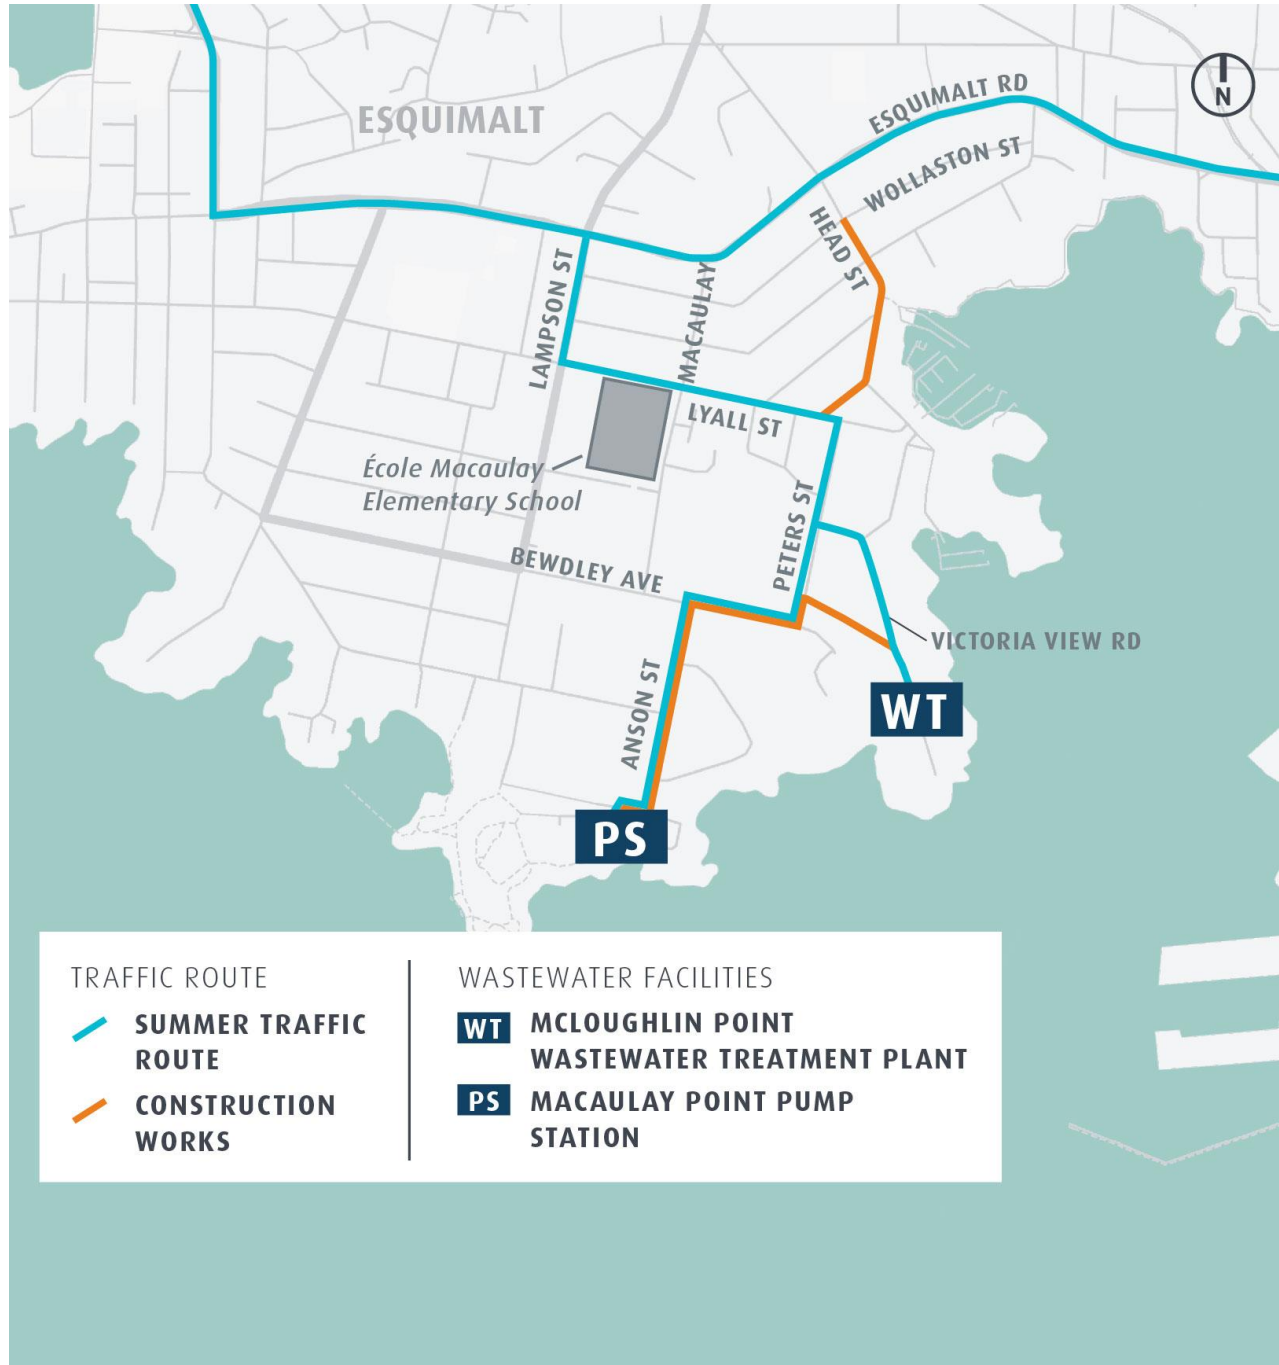 ESQUIMALT
ESQUIMALT RD
N
WOLLASTON ST
HEAD ST
LAMPSON ST
MACAULAY
LYALL ST
École Macaulay
Elementary School
PETERS ST
BEWDLEY AVE
VICTORIA VIEW RD
ANSON ST
WT
PS
TRAFFIC ROUTE
SUMMER TRAFFIC
ROUTE
CONSTRUCTION
WORKS
WASTEWATER FACILITIES
WT
MCLOUGHLIN POINT
WASTEWATER TREATMENT PLANT
PS
MACAULAY POINT PUMP
STATION